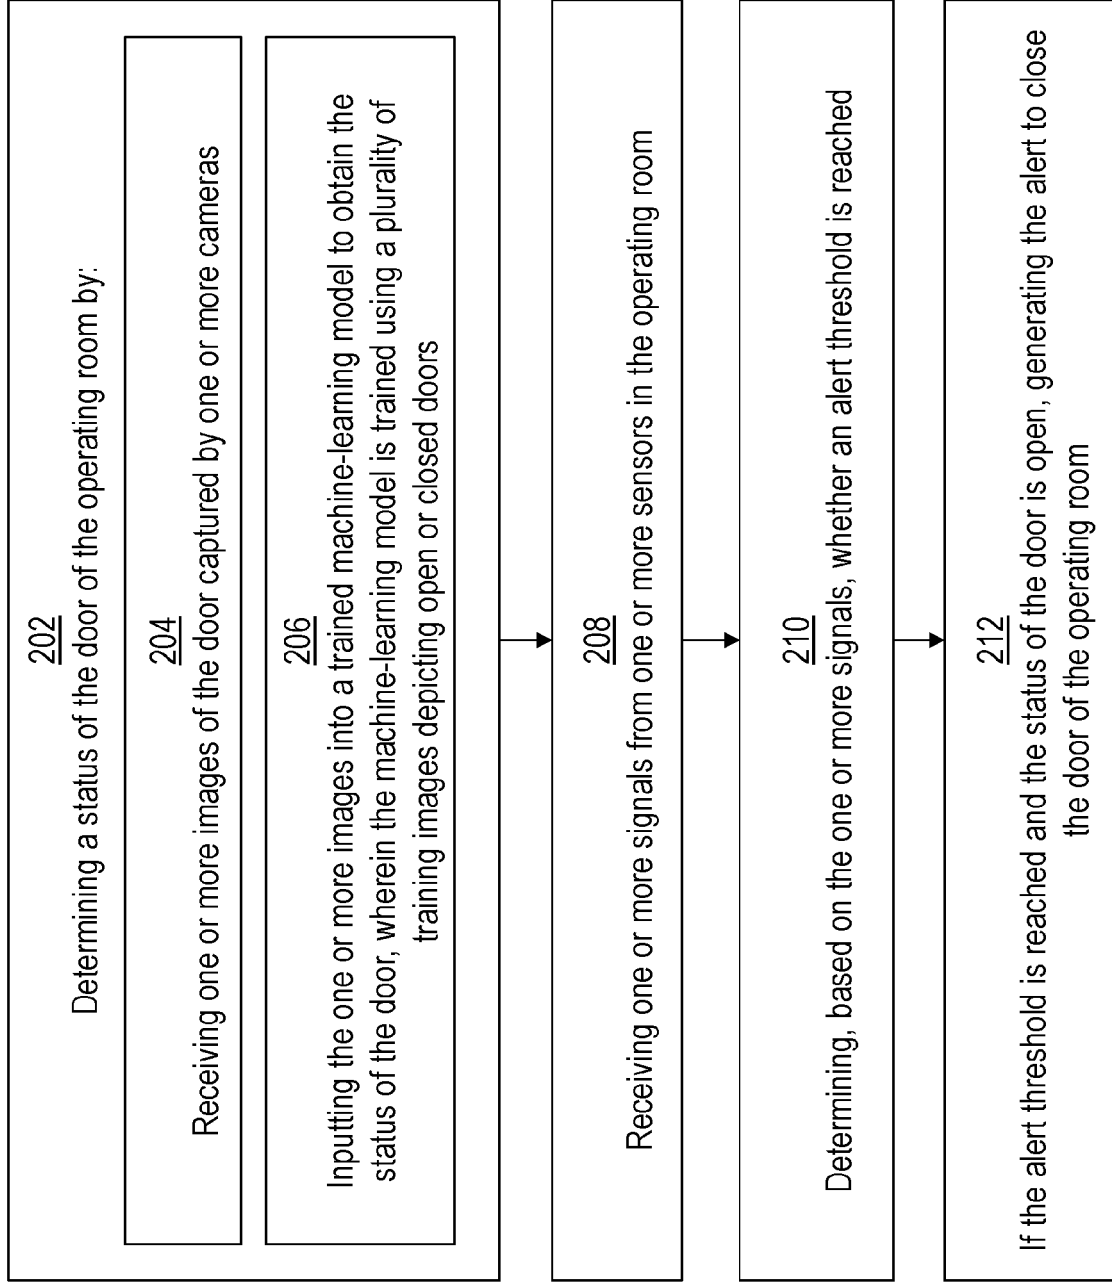 202
Determining a status of the door of the operating room by:
204
Receiving one or more images of the door captured by one or more cameras
206
Inputting the one or more images into a trained machine-learning model to obtain the
status of the door, wherein the machine-learning model is trained using a plurality of
training images depicting open or closed doors
208
Receiving one or more signals from one or more sensors in the operating room
210
Determining, based on the one or more signals, whether an alert threshold is reached
212
If the alert threshold is reached and the status of the door is open, generating the alert to close
the door of the operating room